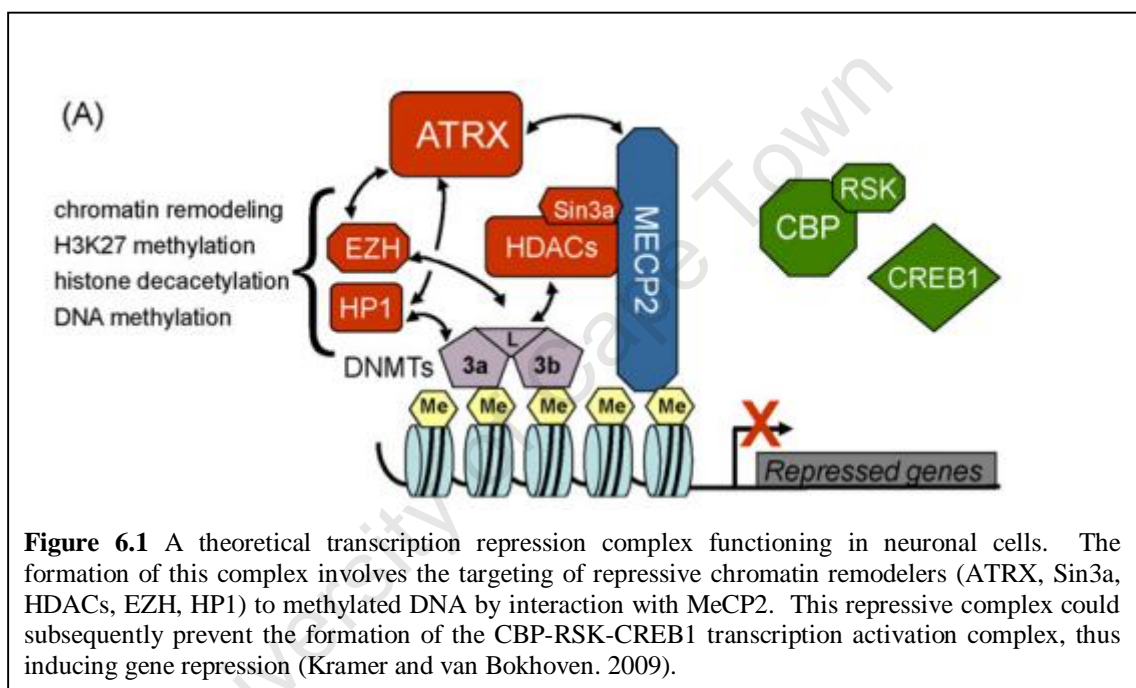 (A)
ATRX
chromatin remodeling
H3K27 methylation
histone decacetylation
DNA methylation
EZH
HP1
Sin3a
HDACs
MECP2
CBP
RSK
CREB1
DNMTs
3a
L
3b
Me
Me
Me
Me
Me
X
Repressed genes
Figure 6.1 A theoretical transcription repression complex functioning in neuronal cells. The
formation of this complex involves the targeting of repressive chromatin remodelers (ATRX, Sin3a,
HDACs, EZH, HP1) to methylated DNA by interaction with MeCP2. This repressive complex could
subsequently prevent the formation of the CBP-RSK-CREB1 transcription activation complex, thus
inducing gene repression (Kramer and van Bokhoven. 2009).
University of Cape Town